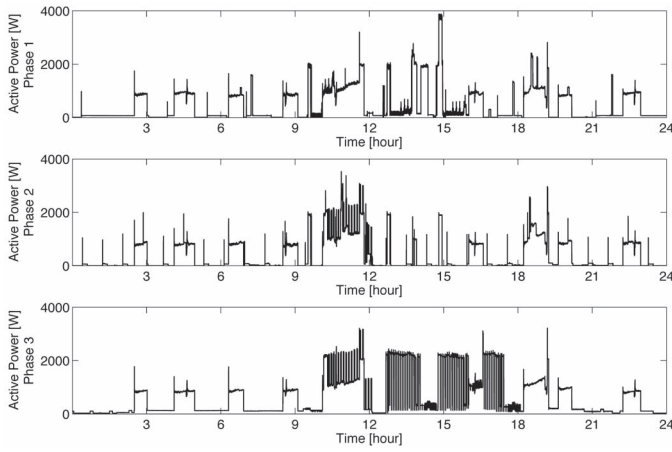 Active Power [W]
Phase 1
4000
2000
0
3 6 9 12 15 18 21 24
Time [hour]
Active Power [W]
Phase 2
4000
2000
0
3 6 9 12 15 18 21 24
Time [hour]
Active Power [W]
Phase 3
4000
2000
0
3 6 9 12 15 18 21 24
Time [hour]